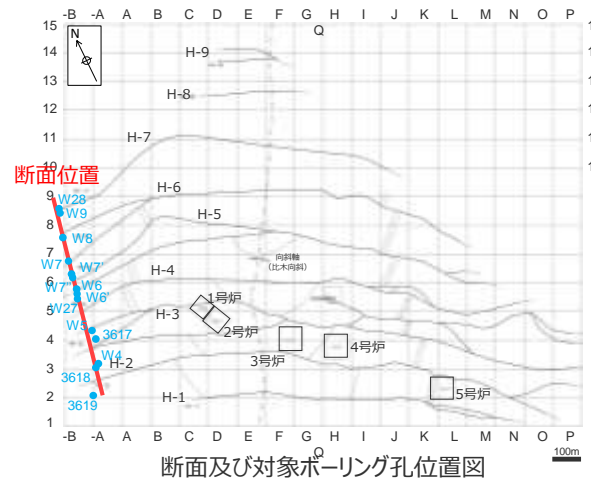 -B -A A B C D E F G H I J K L M N O P
Q
15
14
13
12
11
10
9
8
7
6
5
4
3
2
1
N
H-9
H-8
H-7
断面位置
H-6
W28
W9
H-5
W8
向斜軸
(比木向斜)
W7
W7'
H-4
W7"
W6
W6'
W27
1号炉
H-3
W5
3617
2号炉
3号炉
4号炉
W4
H-2
3618
5号炉
3619
H-1
-B -A A B C D E F G H I J K L M N O P
Q
100m
断面及び対象ボーリング孔位置図